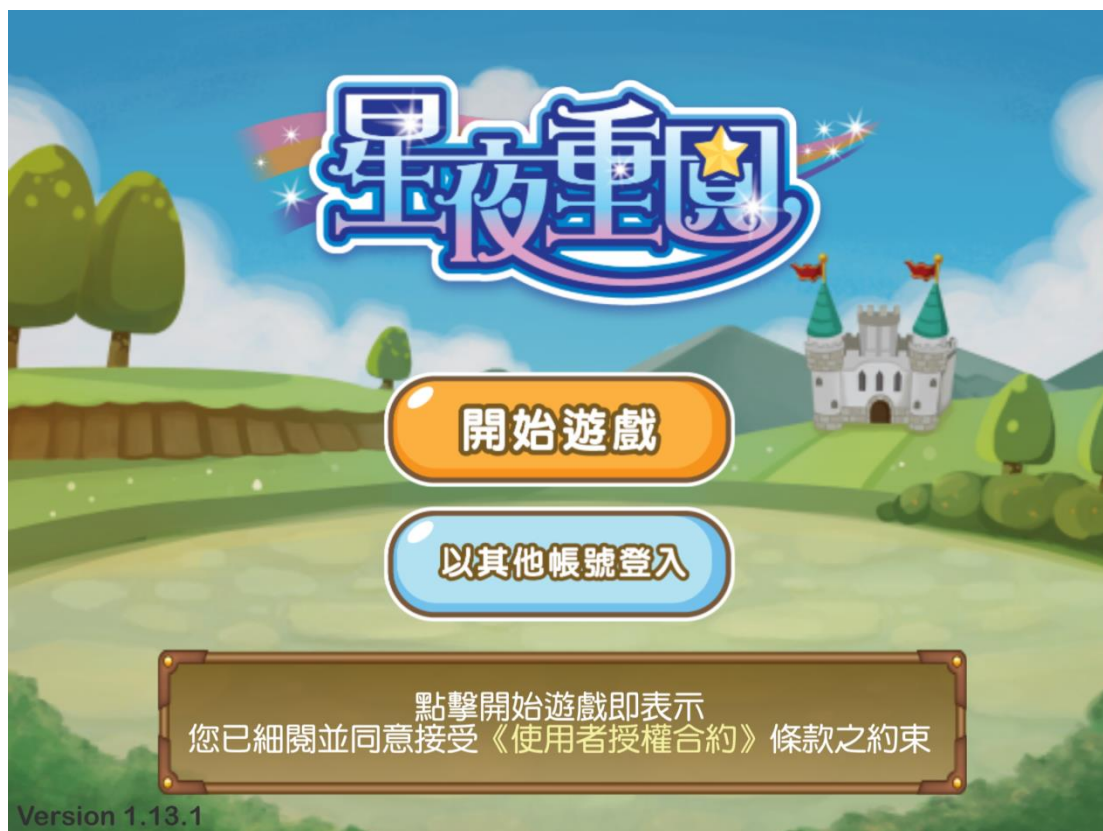 星夜重圓
開始遊戲
以其他帳號登入
點擊開始遊戲即表示
您已細閱並同意接受《使用者授權合約》條款之約束
Version 1.13.1